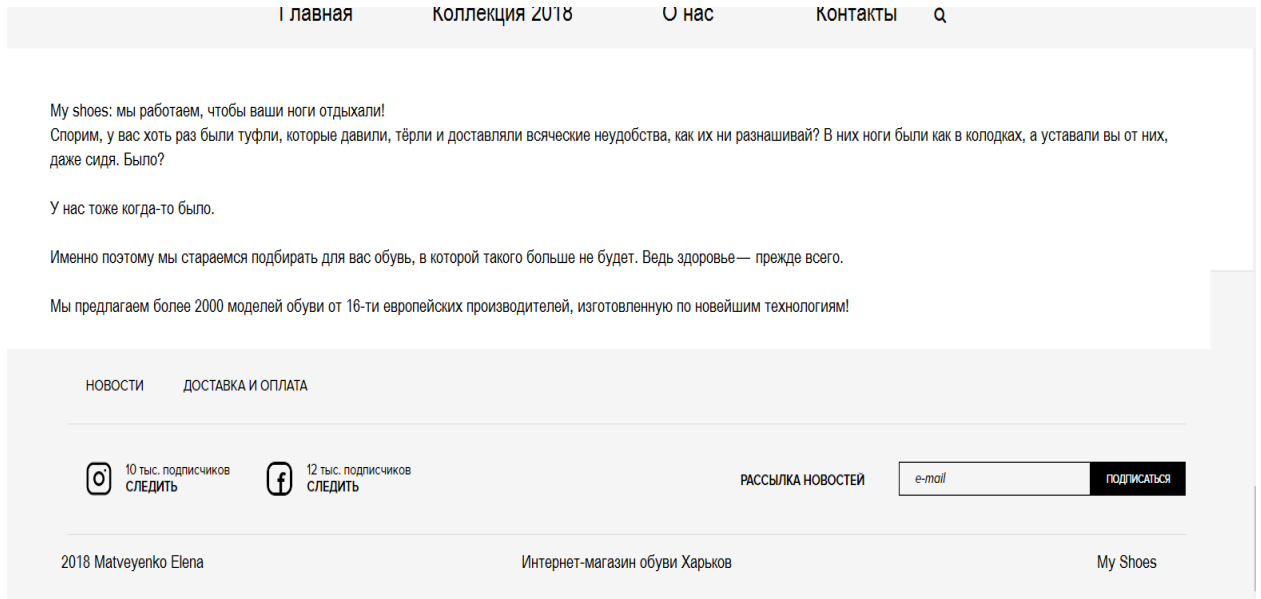 Главная Коллекция 2018 О нас Контакты
My shoes: мы работаем, чтобы ваши ноги отдыхали!
Спорим, у вас хоть раз были туфли, которые давили, тёрли и доставляли всяческие неудобства, как их ни разнашивай? В них ноги были как в колодках, а уставали вы от них,
даже сидя. Было?
У нас тоже когда-то было.
Именно поэтому мы стараемся подбирать для вас обувь, в которой такого больше не будет. Ведь здоровье— прежде всего.
Мы предлагаем более 2000 моделей обуви от 16-ти европейских производителей, изготовленную по новейшим технологиям!
НОВОСТИ ДОСТАВКА И ОПЛАТА
10 тыс. подписчиков 12 тыс. подписчиков
СЛЕДИТЬ СЛЕДИТЬ
РАССЫЛКА НОВОСТЕЙ e-mail ПОДПИСАТЬСЯ
2018 Matveyenko Elena Интернет-магазин обуви Харьков My Shoes